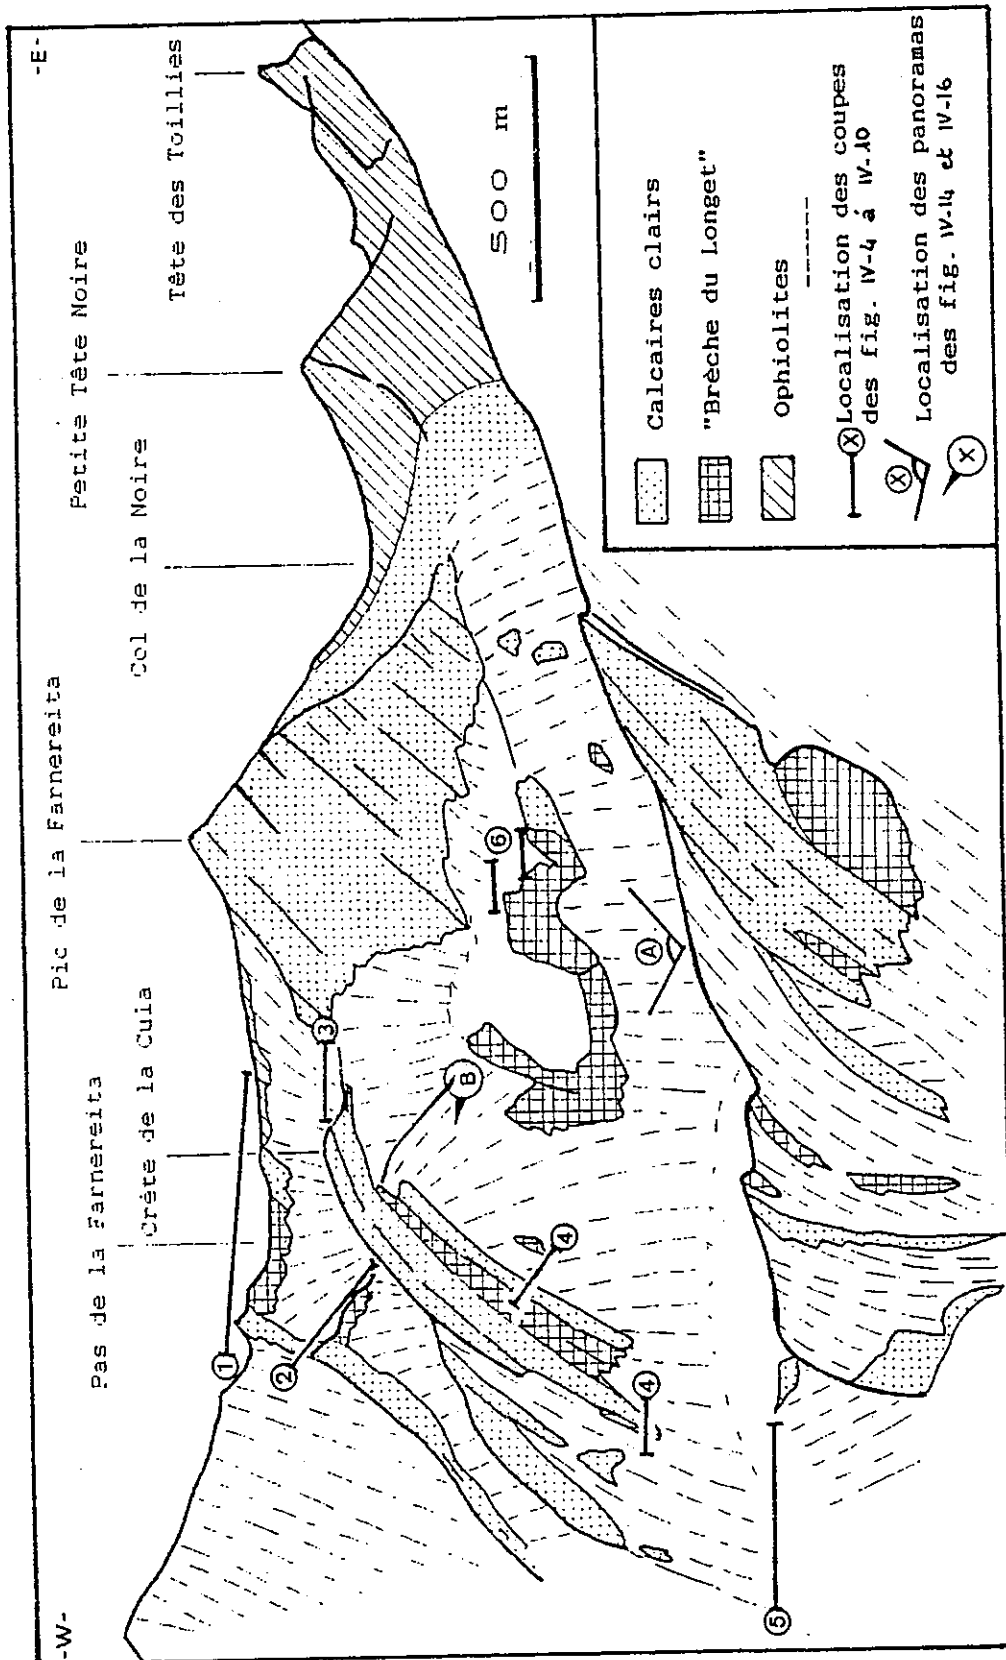 -W-
-E-
Pas de la Farnereita
Crête de la Cuia
Pic de la Farnereita
Col de la Noire
Petite Tête Noire
Tête des Toillies
500 m
1
2
3
4
4
5
6
A
B
Calcaires clairs
"Brèche du Longet"
Ophiolites
X Localisation des coupes
des fig. IV-4 à IV-10
X
Localisation des panoramas
des fig. IV-14 et IV-16
X